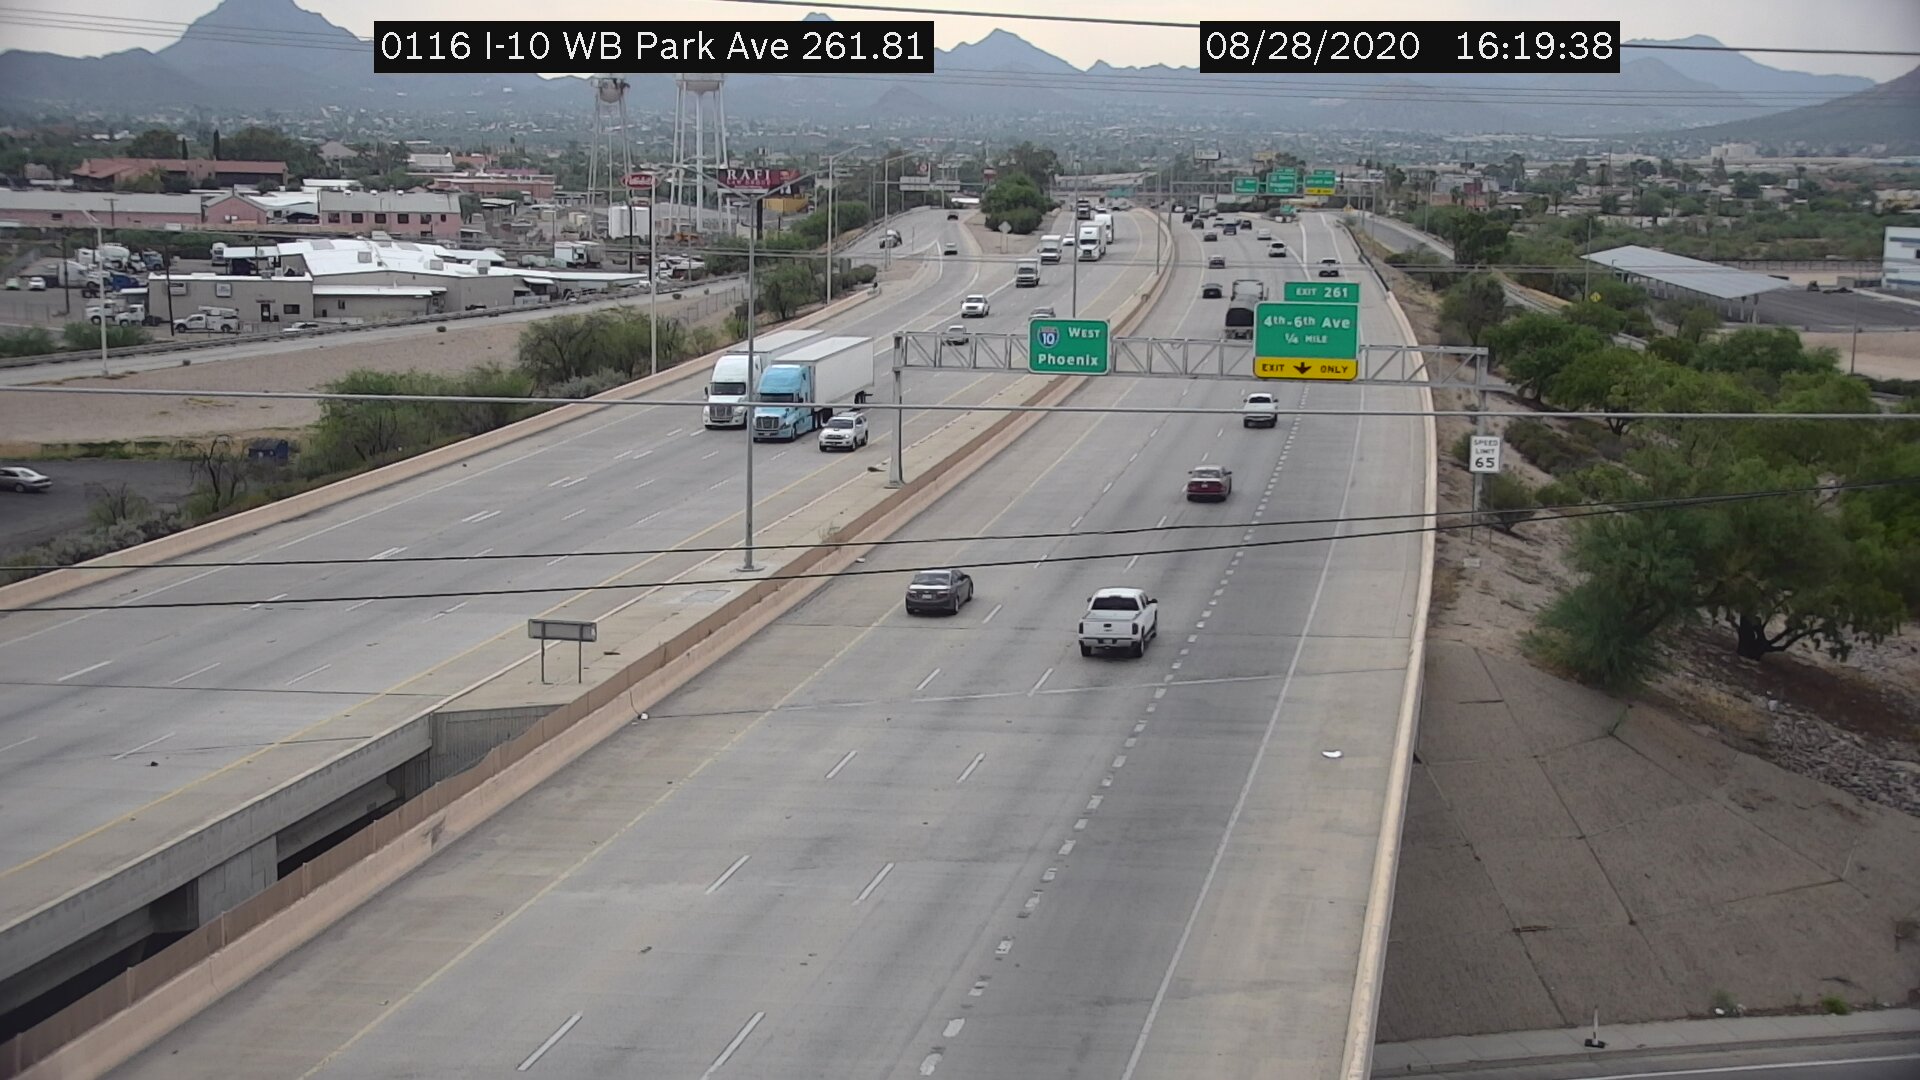 0116 I-10 WB Park Ave 261.81
08/28/2020 16:19:38
RAFI
EXIT 261
4th-6th Ave
1/4 MILE
EXIT ONLY
10 WEST
Phoenix
SPEED
LIMIT
65